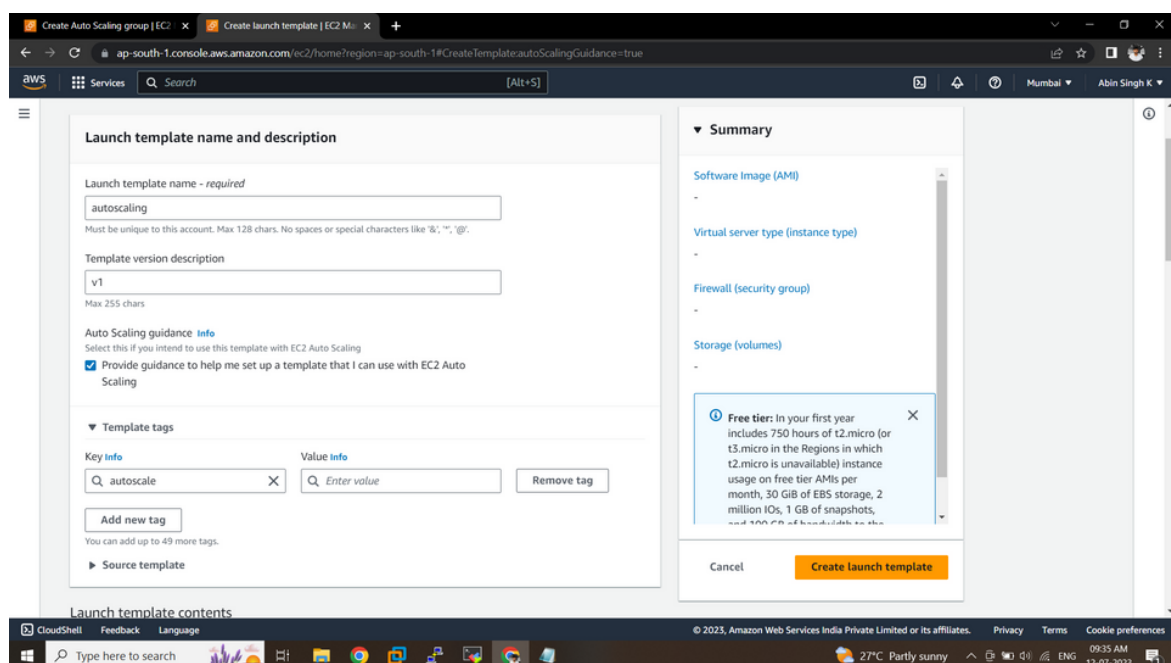 Create Auto Scaling group | EC2
Create launch template | EC2 Ma
ap-south-1.console.aws.amazon.com/ec2/home?region=ap-south-1#CreateTemplate:autoScalingGuidance=true
aws
Services
Search
[Alt+S]
Mumbai ▼
Abin Singh K ▼
Launch template name and description
Launch template name - required
autoscaling
Must be unique to this account. Max 128 chars. No spaces or special characters like '&', '*', '@'.
Template version description
v1
Max 255 chars
Auto Scaling guidance Info
Select this if you intend to use this template with EC2 Auto Scaling
Provide guidance to help me set up a template that I can use with EC2 Auto
Scaling
▼ Template tags
Key Info
Value Info
autoscale
Enter value
Remove tag
Add new tag
You can add up to 49 more tags.
▶ Source template
Launch template contents
▼ Summary
Software Image (AMI)
-
Virtual server type (instance type)
-
Firewall (security group)
-
Storage (volumes)
-
Free tier: In your first year
includes 750 hours of t2.micro (or
t3.micro in the Regions in which
t2.micro is unavailable) instance
usage on free tier AMIs per
month, 30 GiB of EBS storage, 2
million IOs, 1 GB of snapshots,
and 100 GB of bandwidth to the
Cancel
Create launch template
CloudShell
Feedback
Language
© 2023, Amazon Web Services India Private Limited or its affiliates.
Privacy
Terms
Cookie preferences
Type here to search
27°C Partly sunny
ENG
09:35 AM
12-07-2023